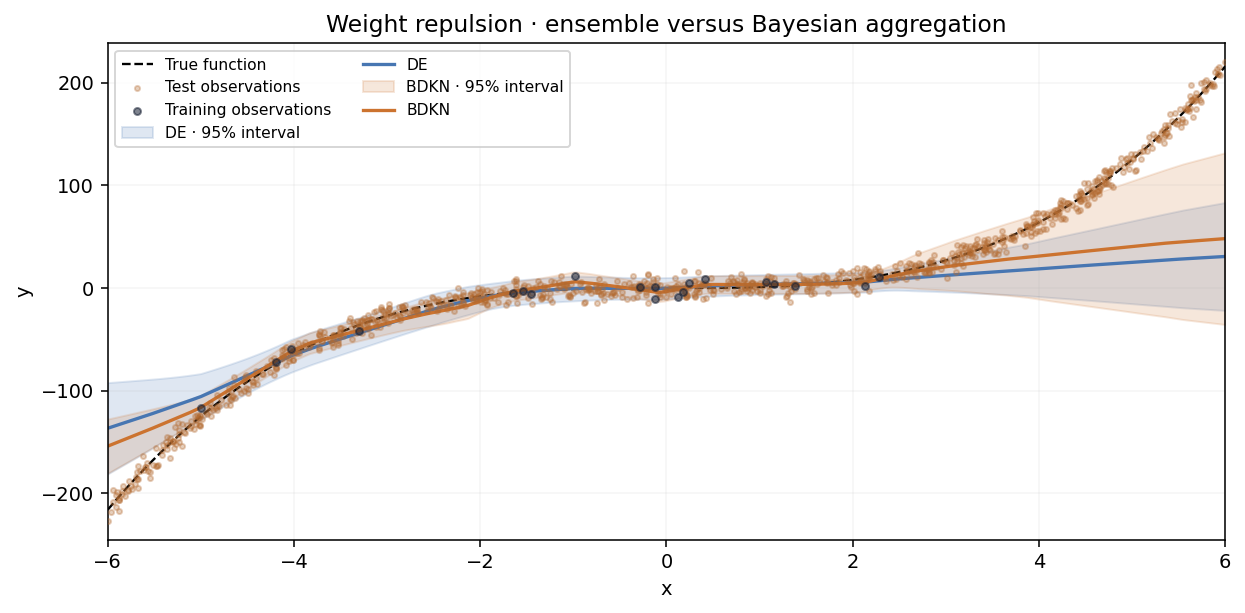 Weight repulsion · ensemble versus Bayesian aggregation
True function
Test observations
Training observations
DE · 95% interval
DE
BDKN · 95% interval
BDKN
y
200
100
0
−100
−200
−6
−4
−2
0
2
4
6
x